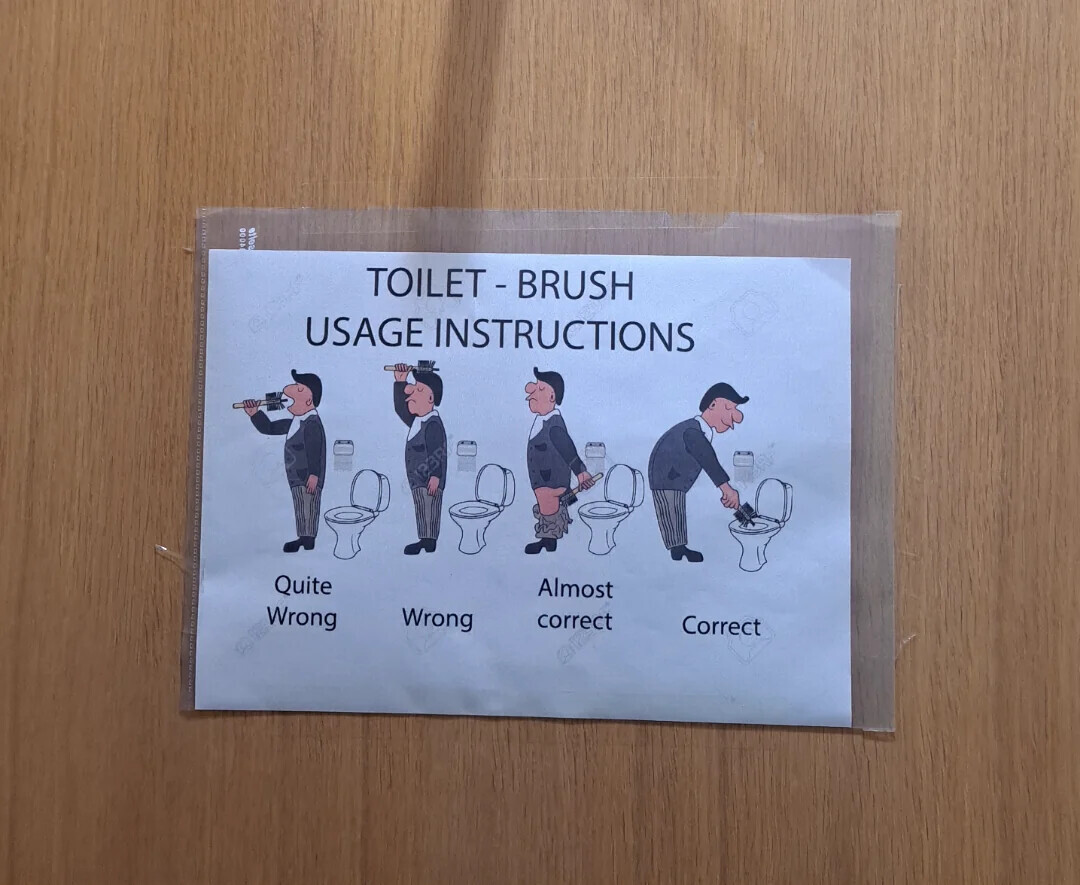 TOILET - BRUSH
USAGE INSTRUCTIONS
Quite
Wrong
Wrong
Almost
correct
Correct